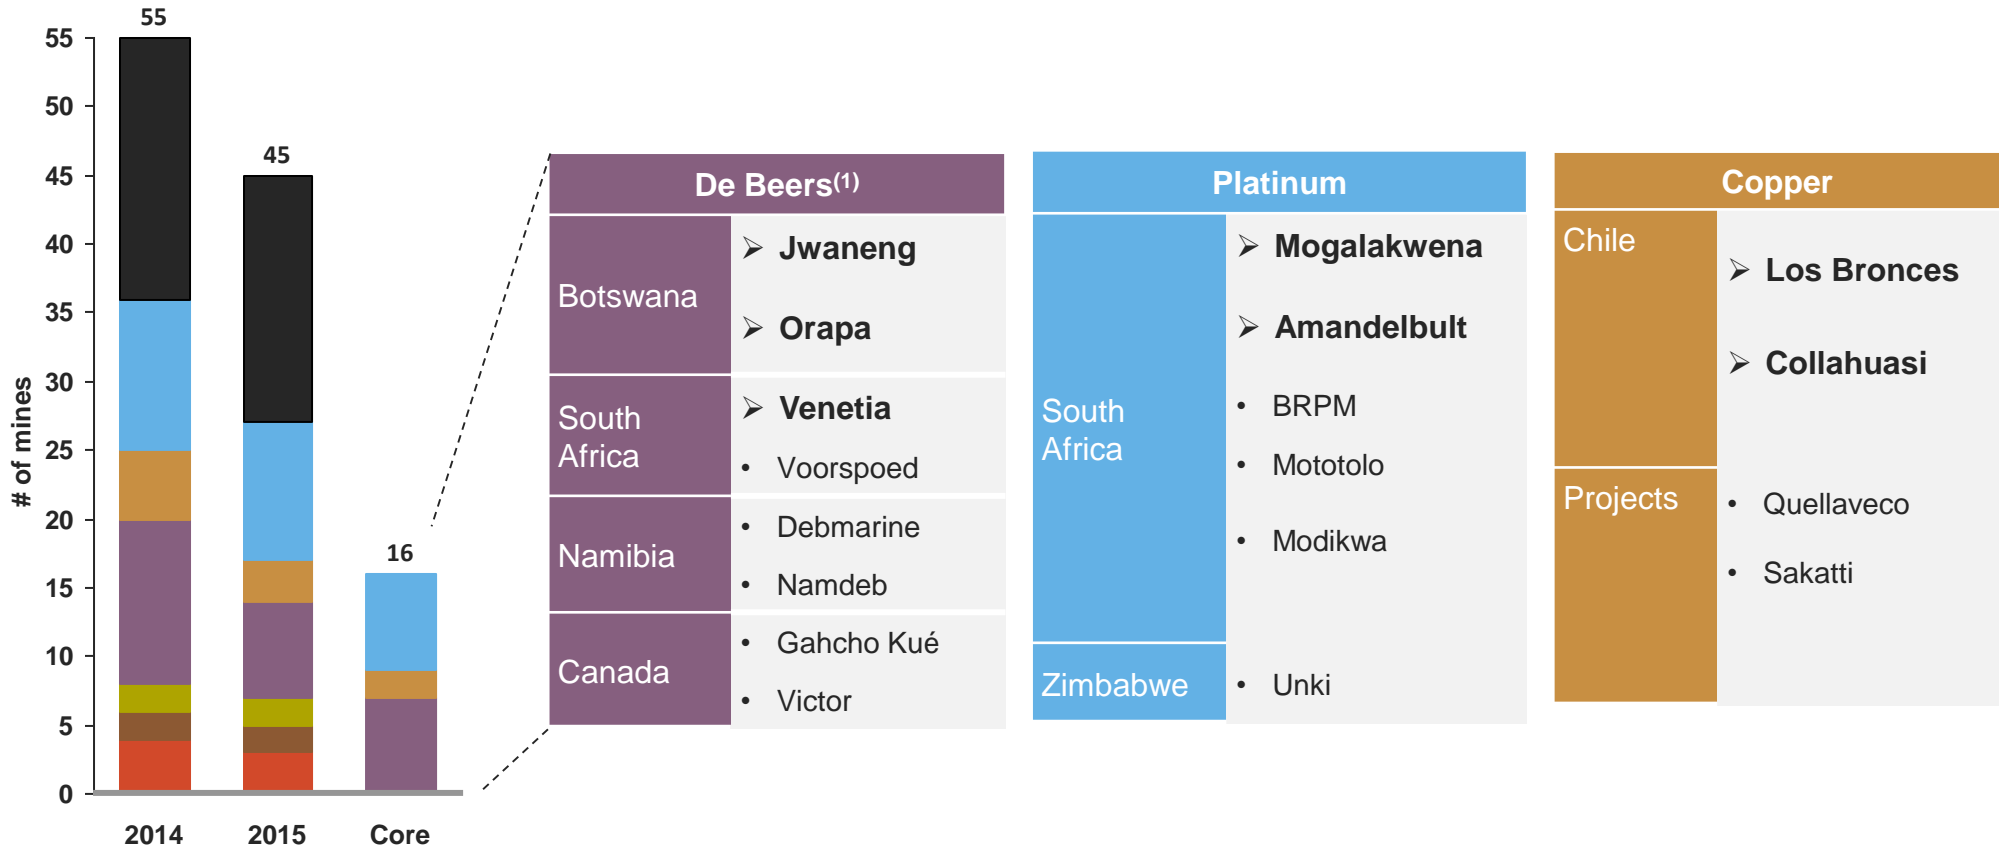 55
55
50
45
45
40
35
30
25
20
16
15
10
5
0
# of mines
2014
2015
Core
De Beers(1)
Botswana
➢ Jwaneng
➢ Orapa
South
Africa
➢ Venetia
• Voorspoed
Namibia
• Debmarine
• Namdeb
Canada
• Gahcho Kué
• Victor
Platinum
South
Africa
➢ Mogalakwena
➢ Amandelbult
• BRPM
• Mototolo
• Modikwa
Zimbabwe
• Unki
Copper
Chile
➢ Los Bronces
➢ Collahuasi
Projects
• Quellaveco
• Sakatti